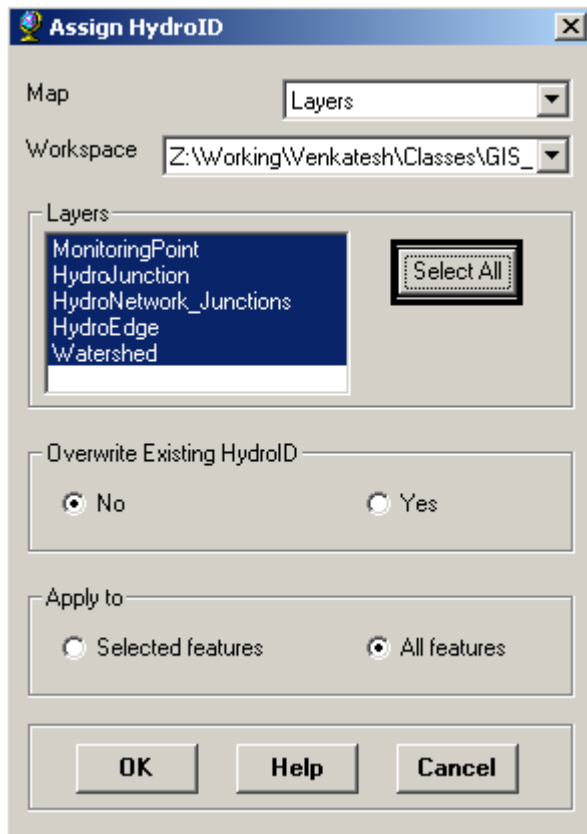 Assign HydroID
Map
Layers
Workspace
Z:\Working\Venkatesh\Classes\GIS_
Layers
MonitoringPoint
HydroJunction
HydroNetwork_Junctions
HydroEdge
Watershed
Select All
Overwrite Existing HydroID
No
Yes
Apply to
Selected features
All features
OK
Help
Cancel